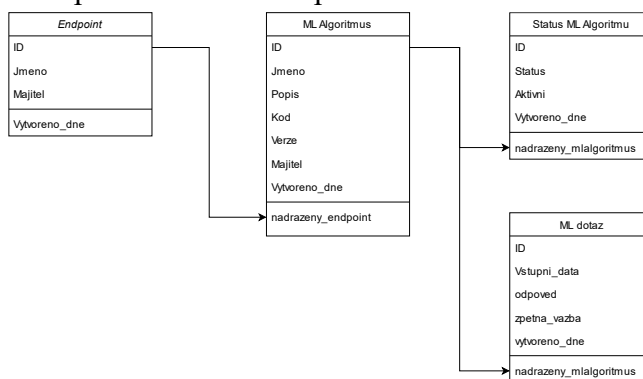 Endpoint
ID
Jmeno
Majitel
Vytvoreno_dne
ML Algoritmus
ID
Jmeno
Popis
Kod
Verze
Majitel
Vytvoreno_dne
nadrazeny_endpoint
Status ML Algoritmu
ID
Status
Aktivni
Vytvoreno_dne
nadrazeny_mlalgoritmus
ML dotaz
ID
Vstupni_data
odpoved
zpetna_vazba
vytvoreno_dne
nadrazeny_mlalgoritmus